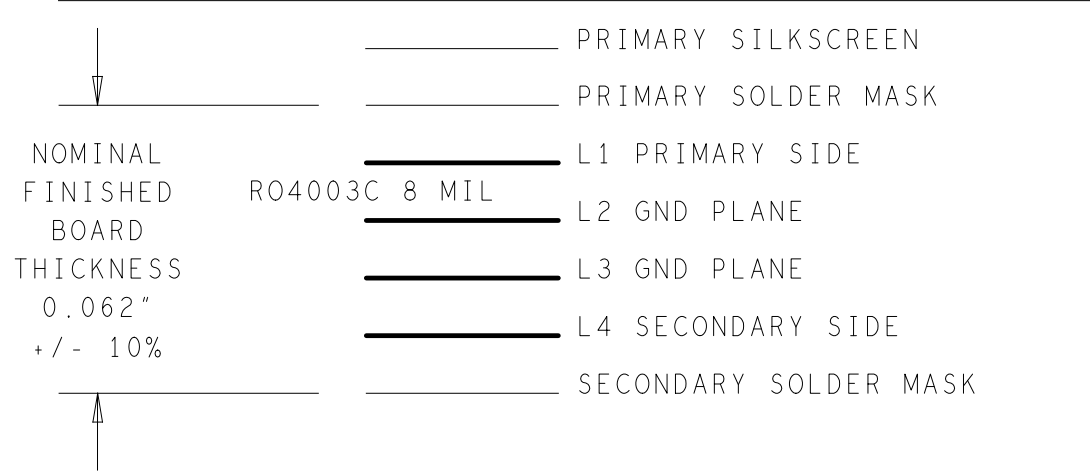 PRIMARY SILKSCREEN
PRIMARY SOLDER MASK
NOMINAL
FINISHED
BOARD
THICKNESS
0.062"
+/- 10%
L1 PRIMARY SIDE
RO4003C 8 MIL
L2 GND PLANE
L3 GND PLANE
L4 SECONDARY SIDE
SECONDARY SOLDER MASK